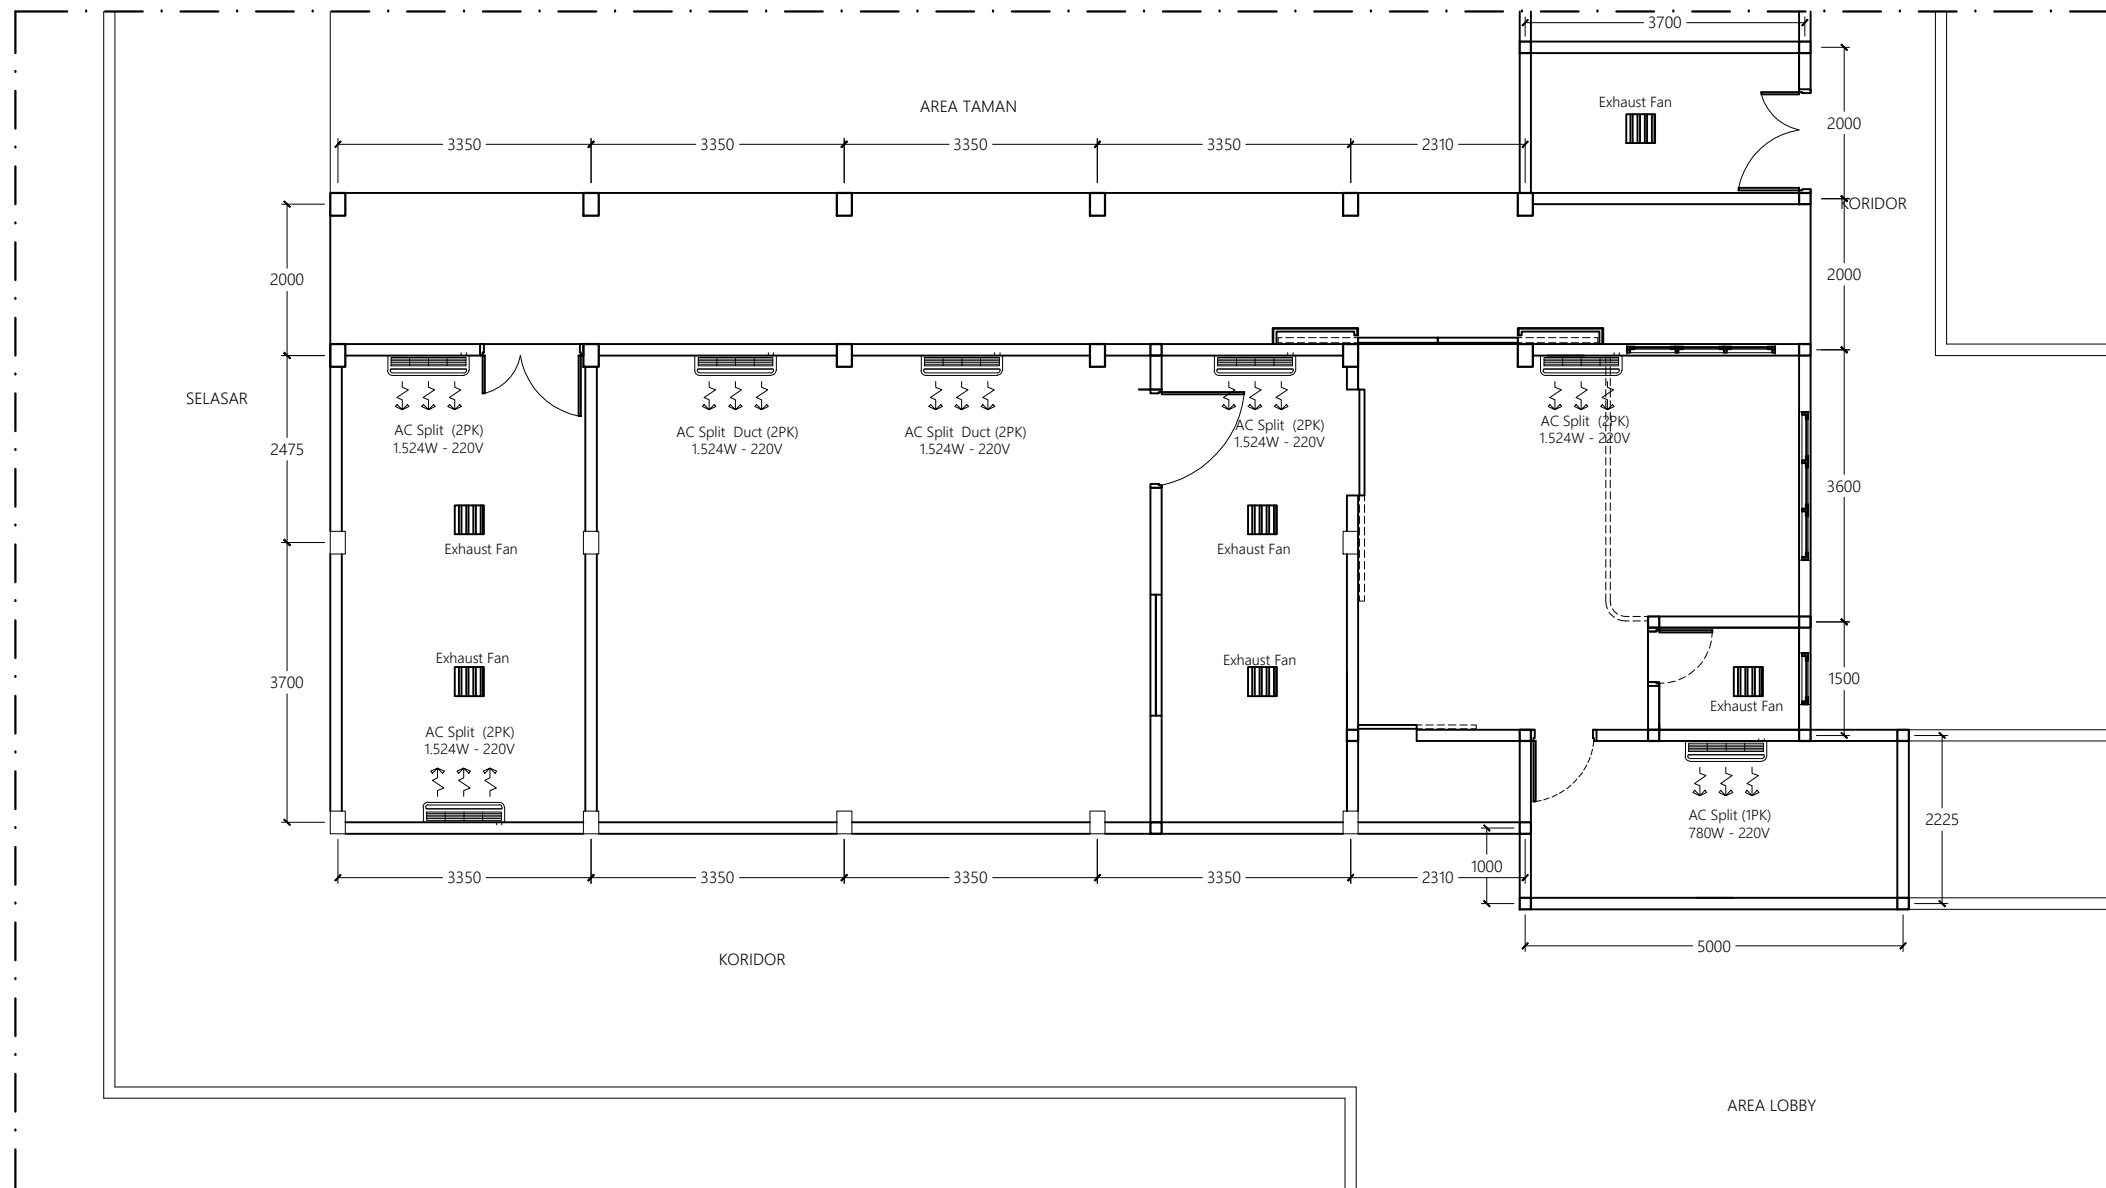 3700
AREA TAMAN
Exhaust Fan
2000
3350
3350
3350
3350
2310
KORIDOR
2000
2000
SELASAR
2475
AC Split (2PK)
1.524W - 220V
AC Split Duct (2PK)
1.524W - 220V
AC Split Duct (2PK)
1.524W - 220V
AC Split (2PK)
1.524W - 220V
AC Split (2PK)
1.524W - 220V
3600
Exhaust Fan
Exhaust Fan
Exhaust Fan
Exhaust Fan
3700
1500
Exhaust Fan
AC Split (2PK)
1.524W - 220V
AC Split (1PK)
780W - 220V
2225
1000
3350
3350
3350
3350
2310
5000
KORIDOR
AREA LOBBY